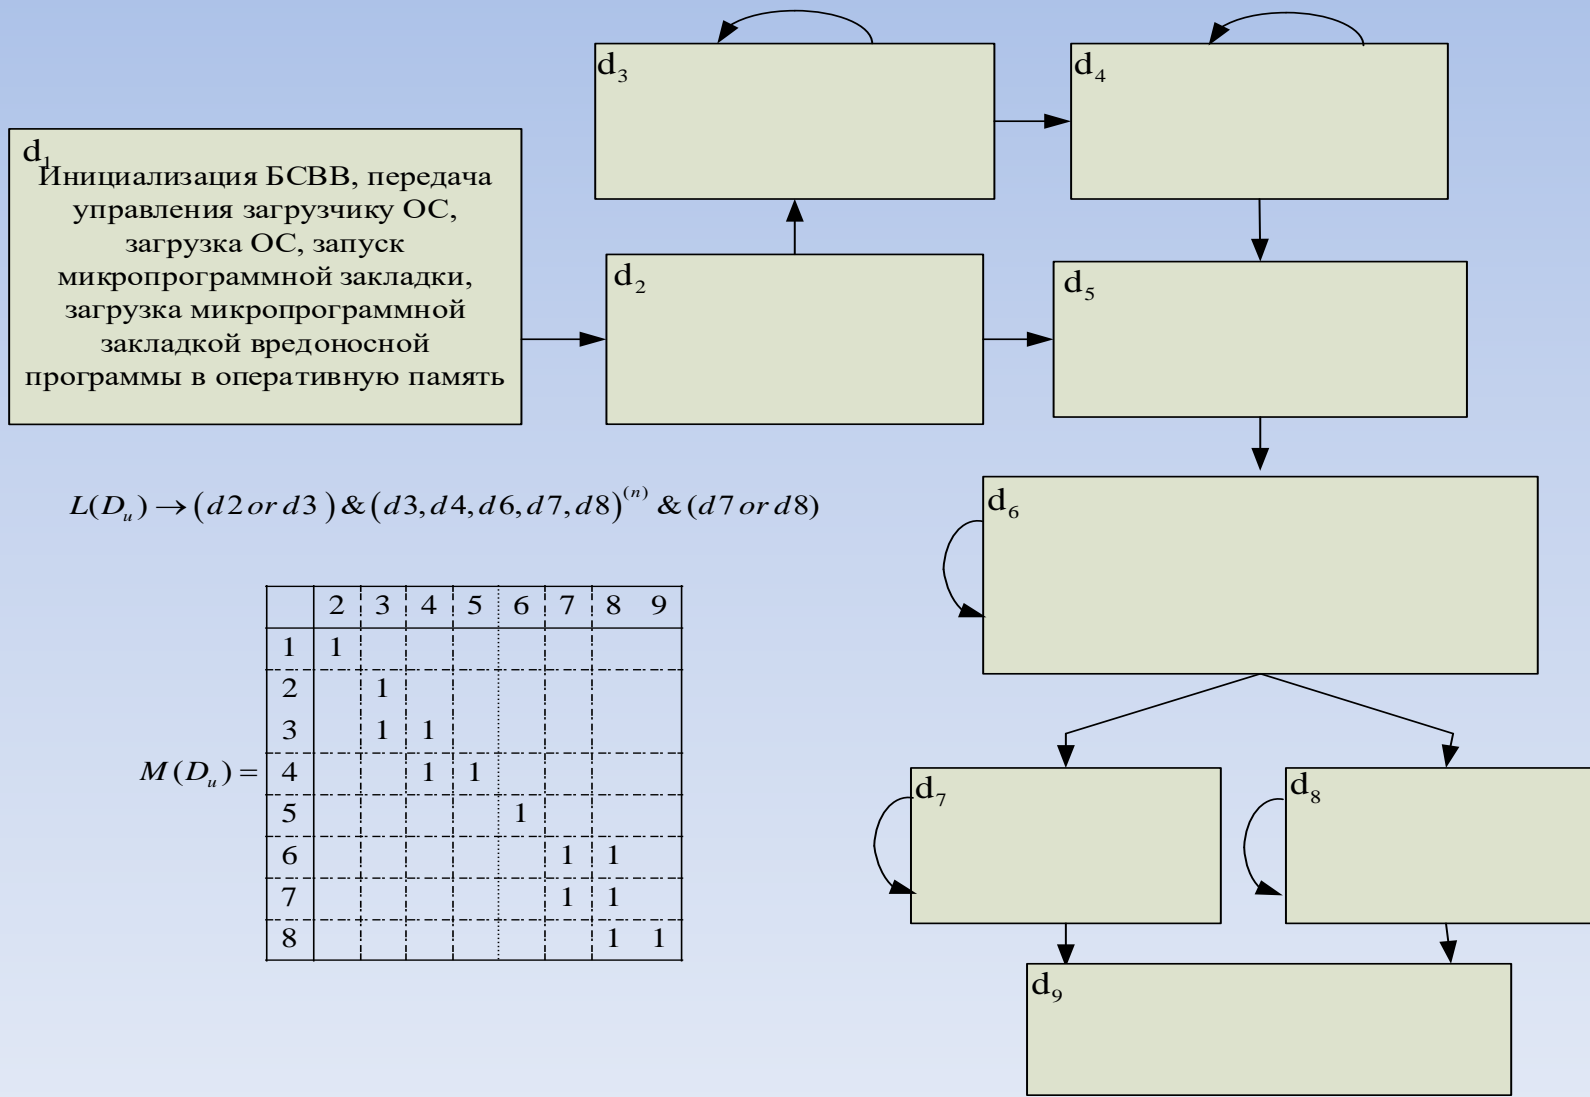 d₃
d₄
d₁
Инициализация БСВВ, передача
управления загрузчику ОС,
загрузка ОС, запуск
микропрограммной закладки,
загрузка микропрограммной
закладкой вредоносной
программы в оперативную память
d₂
d₅
L(Dᵤ) → (d2 or d3) & (d3, d4, d6, d7, d8)⁽ⁿ⁾ & (d7 or d8)
d₆
2 3 4 5 6 7 8 9
1 1
2 1
3 1 1
M(Dᵤ) = 4 1 1
5 1
6 1 1
7 1 1
8 1 1
d₇
d₈
d₉